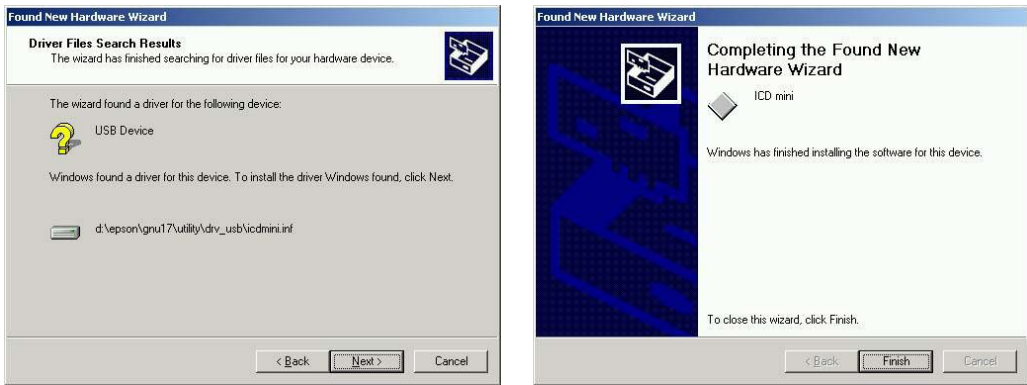 Found New Hardware Wizard
Driver Files Search Results
The wizard has finished searching for driver files for your hardware device.
The wizard found a driver for the following device:
USB Device
Windows found a driver for this device. To install the driver Windows found, click Next.
d:\epson\gnu17\utility\drv_usb\icdmini.inf
< Back
Next >
Cancel
Found New Hardware Wizard
Completing the Found New
Hardware Wizard
ICD mini
Windows has finished installing the software for this device.
To close this wizard, click Finish.
< Back
Finish
Cancel